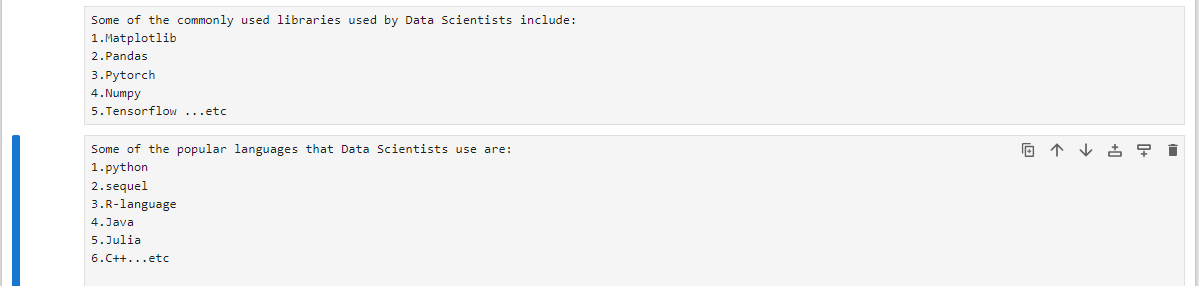 Some of the commonly used libraries used by Data Scientists include:
1.Matplotlib
2.Pandas
3.Pytorch
4.Numpy
5.Tensorflow ...etc
Some of the popular languages that Data Scientists use are:
1.python
2.sequel
3.R-language
4.Java
5.Julia
6.C++...etc